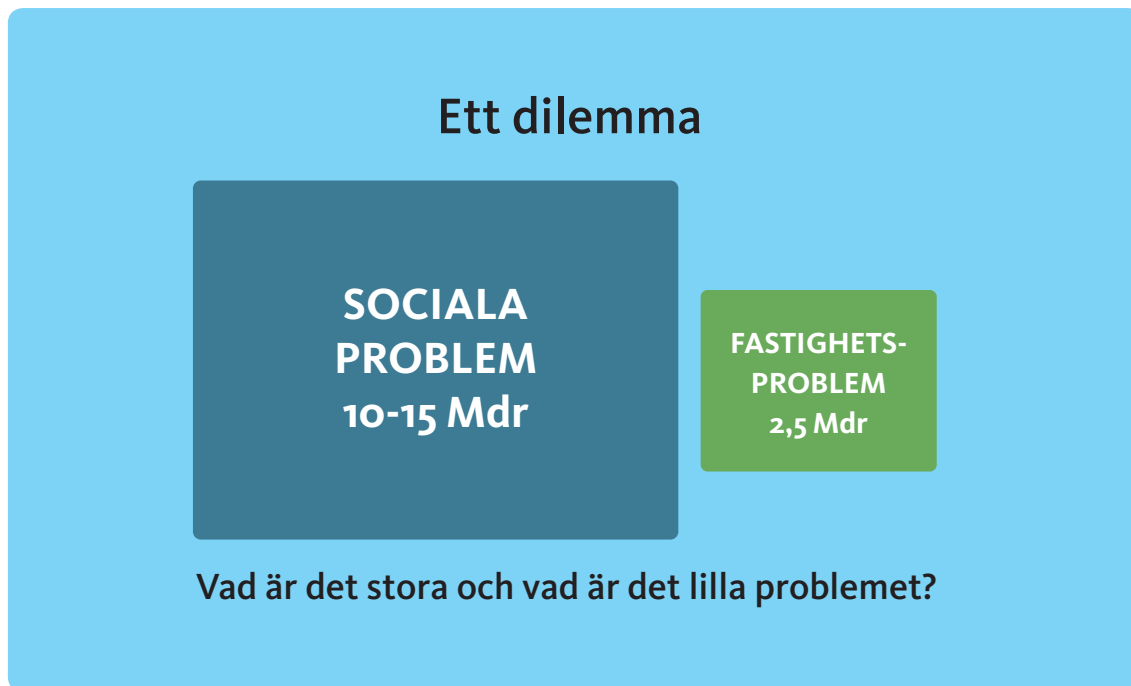 Ett dilemma
SOCIALA
PROBLEM
10-15 Mdr
FASTIGHETS-
PROBLEM
2,5 Mdr
Vad är det stora och vad är det lilla problemet?